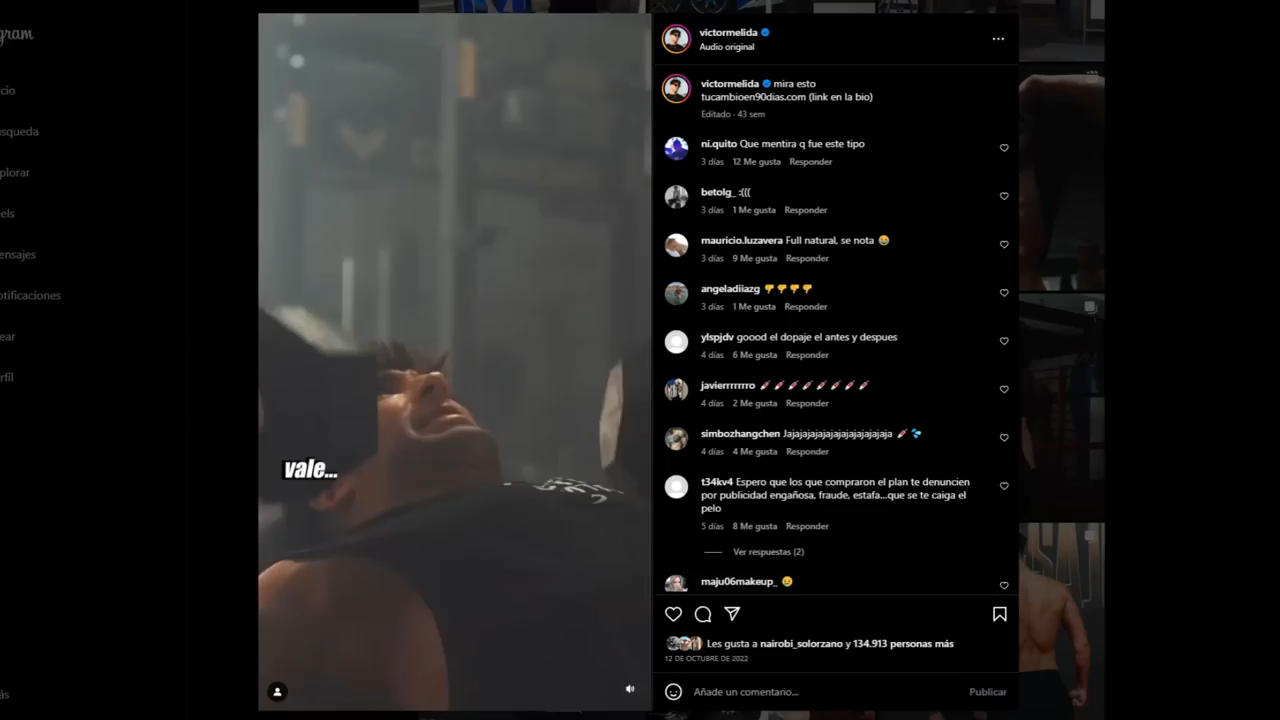 gram
cio
úsqueda
plorar
els
ensajes
otificaciones
ear
rfil
ás
vale...
victormelida
Audio original
victormelida mira esto
tucambioen90dias.com (link en la bio)
Editado · 43 sem
ni.quito Que mentira q fue este tipo
3 días 12 Me gusta Responder
betolg_ :(((
3 días 1 Me gusta Responder
mauricio.luzavera Full natural, se nota 😂
3 días 9 Me gusta Responder
angeladiiazg 👎👎👎👎
3 días 1 Me gusta Responder
ylspjdv goood el dopaje el antes y despues
4 días 6 Me gusta Responder
javierrrrrrro 💉💉💉💉💉💉💉💉
4 días 2 Me gusta Responder
simbozhangchen Jajajajajajajajajajajajaja 💉💦
4 días 4 Me gusta Responder
t34kv4 Espero que los que compraron el plan te denuncien
por publicidad engañosa, fraude, estafa...que se te caiga el
pelo
5 días 8 Me gusta Responder
Ver respuestas (2)
maju06makeup_ 😢
Les gusta a nairobi_solorzano y 134.913 personas más
12 DE OCTUBRE DE 2022
Añade un comentario...
Publicar